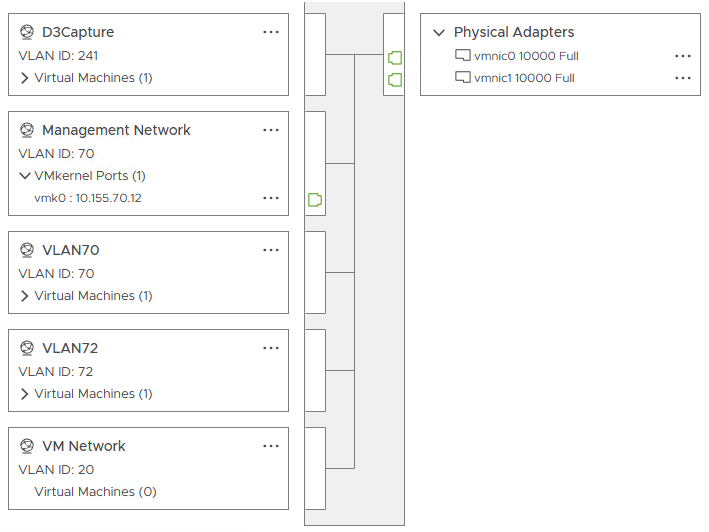 D3Capture
VLAN ID: 241
Virtual Machines (1)
Management Network
VLAN ID: 70
VMkernel Ports (1)
vmk0 : 10.155.70.12
VLAN70
VLAN ID: 70
Virtual Machines (1)
VLAN72
VLAN ID: 72
Virtual Machines (1)
VM Network
VLAN ID: 20
Virtual Machines (0)
Physical Adapters
vmnic0 10000 Full
vmnic1 10000 Full